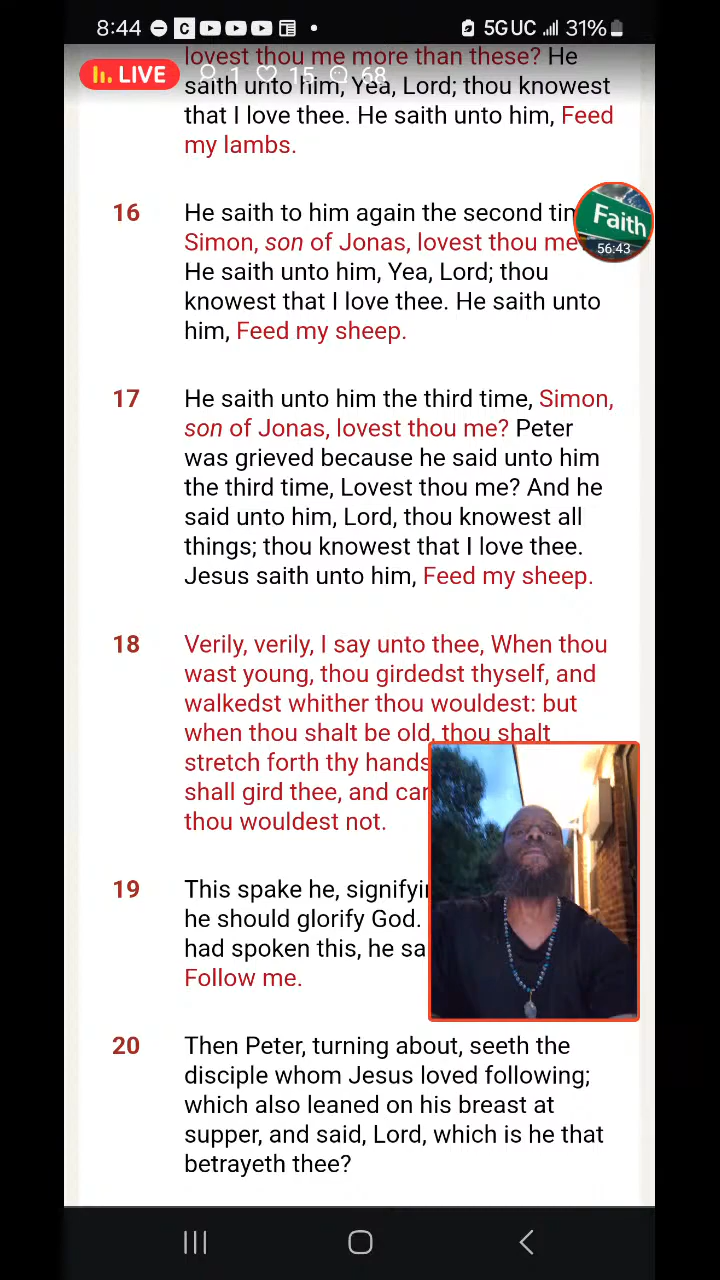 8:44 C 5G UC 31%
lovest thou me more than these? He
LIVE 1 15 68
saith unto him, Yea, Lord; thou knowest
that I love thee. He saith unto him, Feed
my lambs.
16 He saith to him again the second
Simon, son of Jonas, lovest thou me
Faith
56:43
He saith unto him, Yea, Lord; thou
knowest that I love thee. He saith unto
him, Feed my sheep.
17 He saith unto him the third time, Simon,
son of Jonas, lovest thou me? Peter
was grieved because he said unto him
the third time, Lovest thou me? And he
said unto him, Lord, thou knowest all
things; thou knowest that I love thee.
Jesus saith unto him, Feed my sheep.
18 Verily, verily, I say unto thee, When thou
wast young, thou girdedst thyself, and
walkedst whither thou wouldest: but
when thou shalt be old, thou shalt
stretch forth thy hands
shall gird thee, and
thou wouldest not.
19 This spake he,
he should glorify God.
had spoken this, he
Follow me.
20 Then Peter, turning about, seeth the
disciple whom Jesus loved following;
which also leaned on his breast at
supper, and said, Lord, which is he that
betrayeth thee?